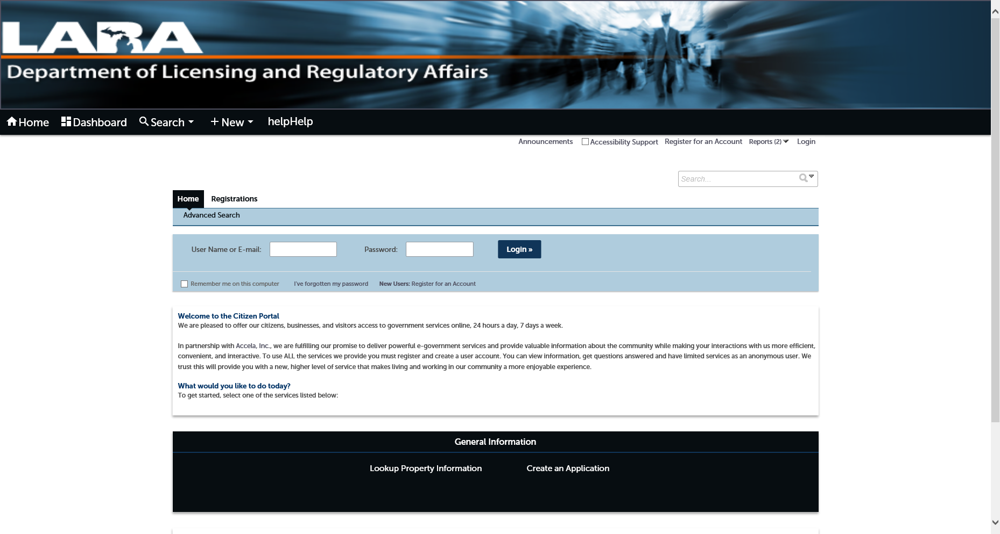 LARA
Department of Licensing and Regulatory Affairs
Home Dashboard Search New helpHelp
Announcements Accessibility Support Register for an Account Reports (2) Login
Search...
Home Registrations
Advanced Search
User Name or E-mail: Password: Login »
Remember me on this computer I've forgotten my password New Users: Register for an Account
Welcome to the Citizen Portal
We are pleased to offer our citizens, businesses, and visitors access to government services online, 24 hours a day, 7 days a week.
In partnership with Accela, Inc., we are fulfilling our promise to deliver powerful e-government services and provide valuable information about the community while making your interactions with us more efficient,
convenient, and interactive. To use ALL the services we provide you must register and create a user account. You can view information, get questions answered and have limited services as an anonymous user. We
trust this will provide you with a new, higher level of service that makes living and working in our community a more enjoyable experience.
What would you like to do today?
To get started, select one of the services listed below:
General Information
Lookup Property Information Create an Application